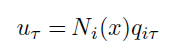 u_τ = N_i(x)q_{iτ}